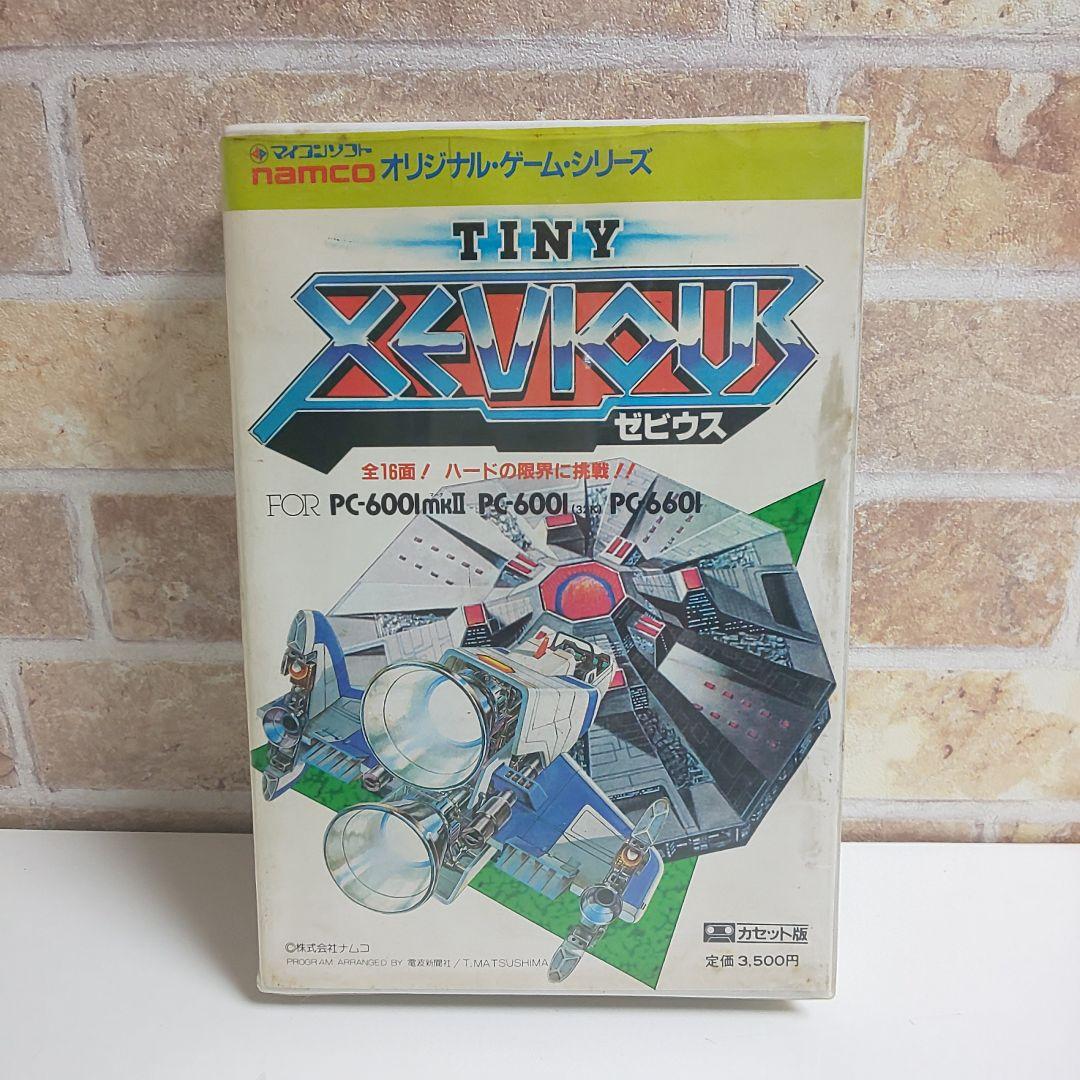 マイコンソフト
namco オリジナル・ゲーム・シリーズ
TINY
XEVIOUS
ゼビウス
全16面! ハードの限界に挑戦!!
FOR PC-6001mkII マーク PC-6001(32K) PC-6601
©株式会社ナムコ
PROGRAM ARRANGED BY 電波新聞社/T.MATSUSHIMA
カセット版
定価3,500円